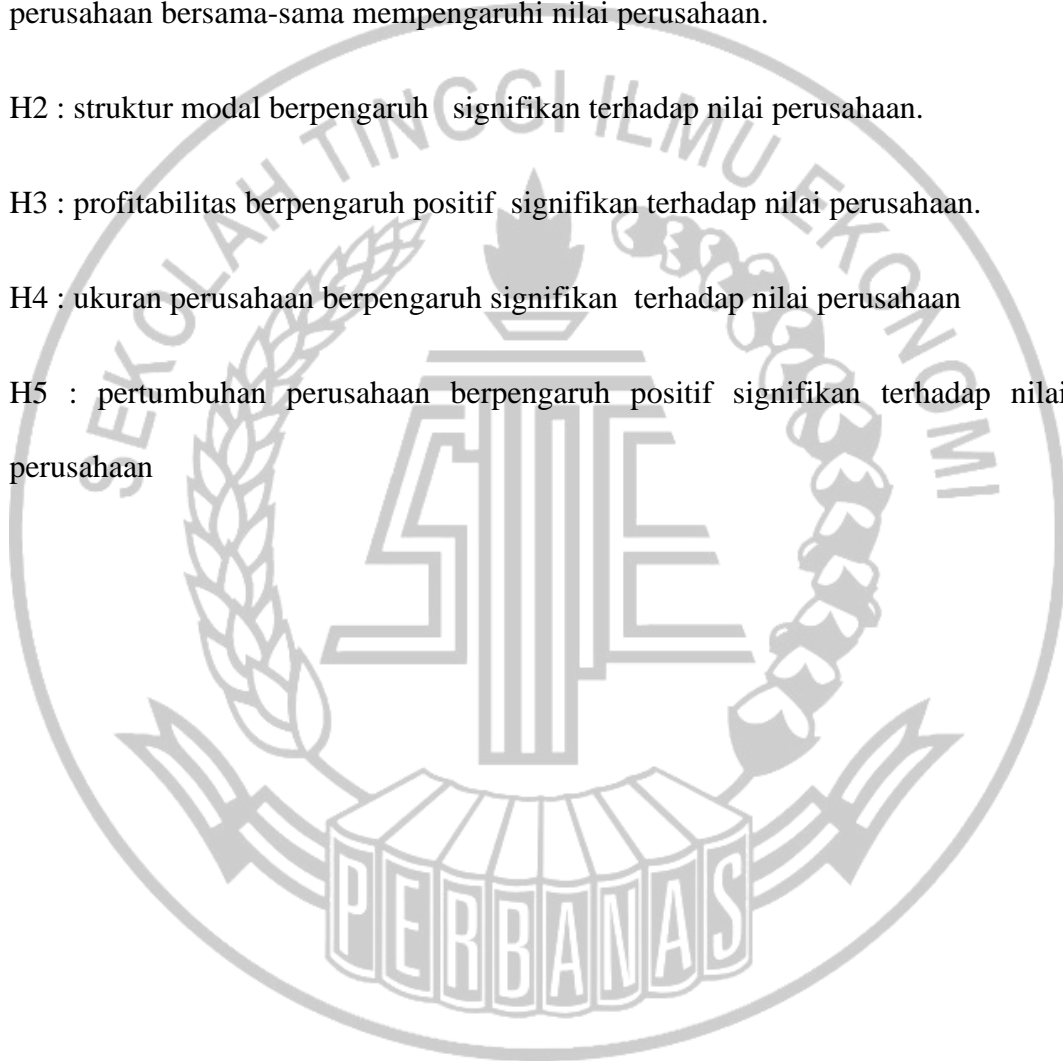 perusahaan bersama-sama mempengaruhi nilai perusahaan.
H2 : struktur modal berpengaruh signifikan terhadap nilai perusahaan.
H3 : profitabilitas berpengaruh positif signifikan terhadap nilai perusahaan.
H4 : ukuran perusahaan berpengaruh signifikan terhadap nilai perusahaan
H5 : pertumbuhan perusahaan berpengaruh positif signifikan terhadap nilai
perusahaan
SEKOLAH TINGGI ILMU EKONOMI
PERBANAS